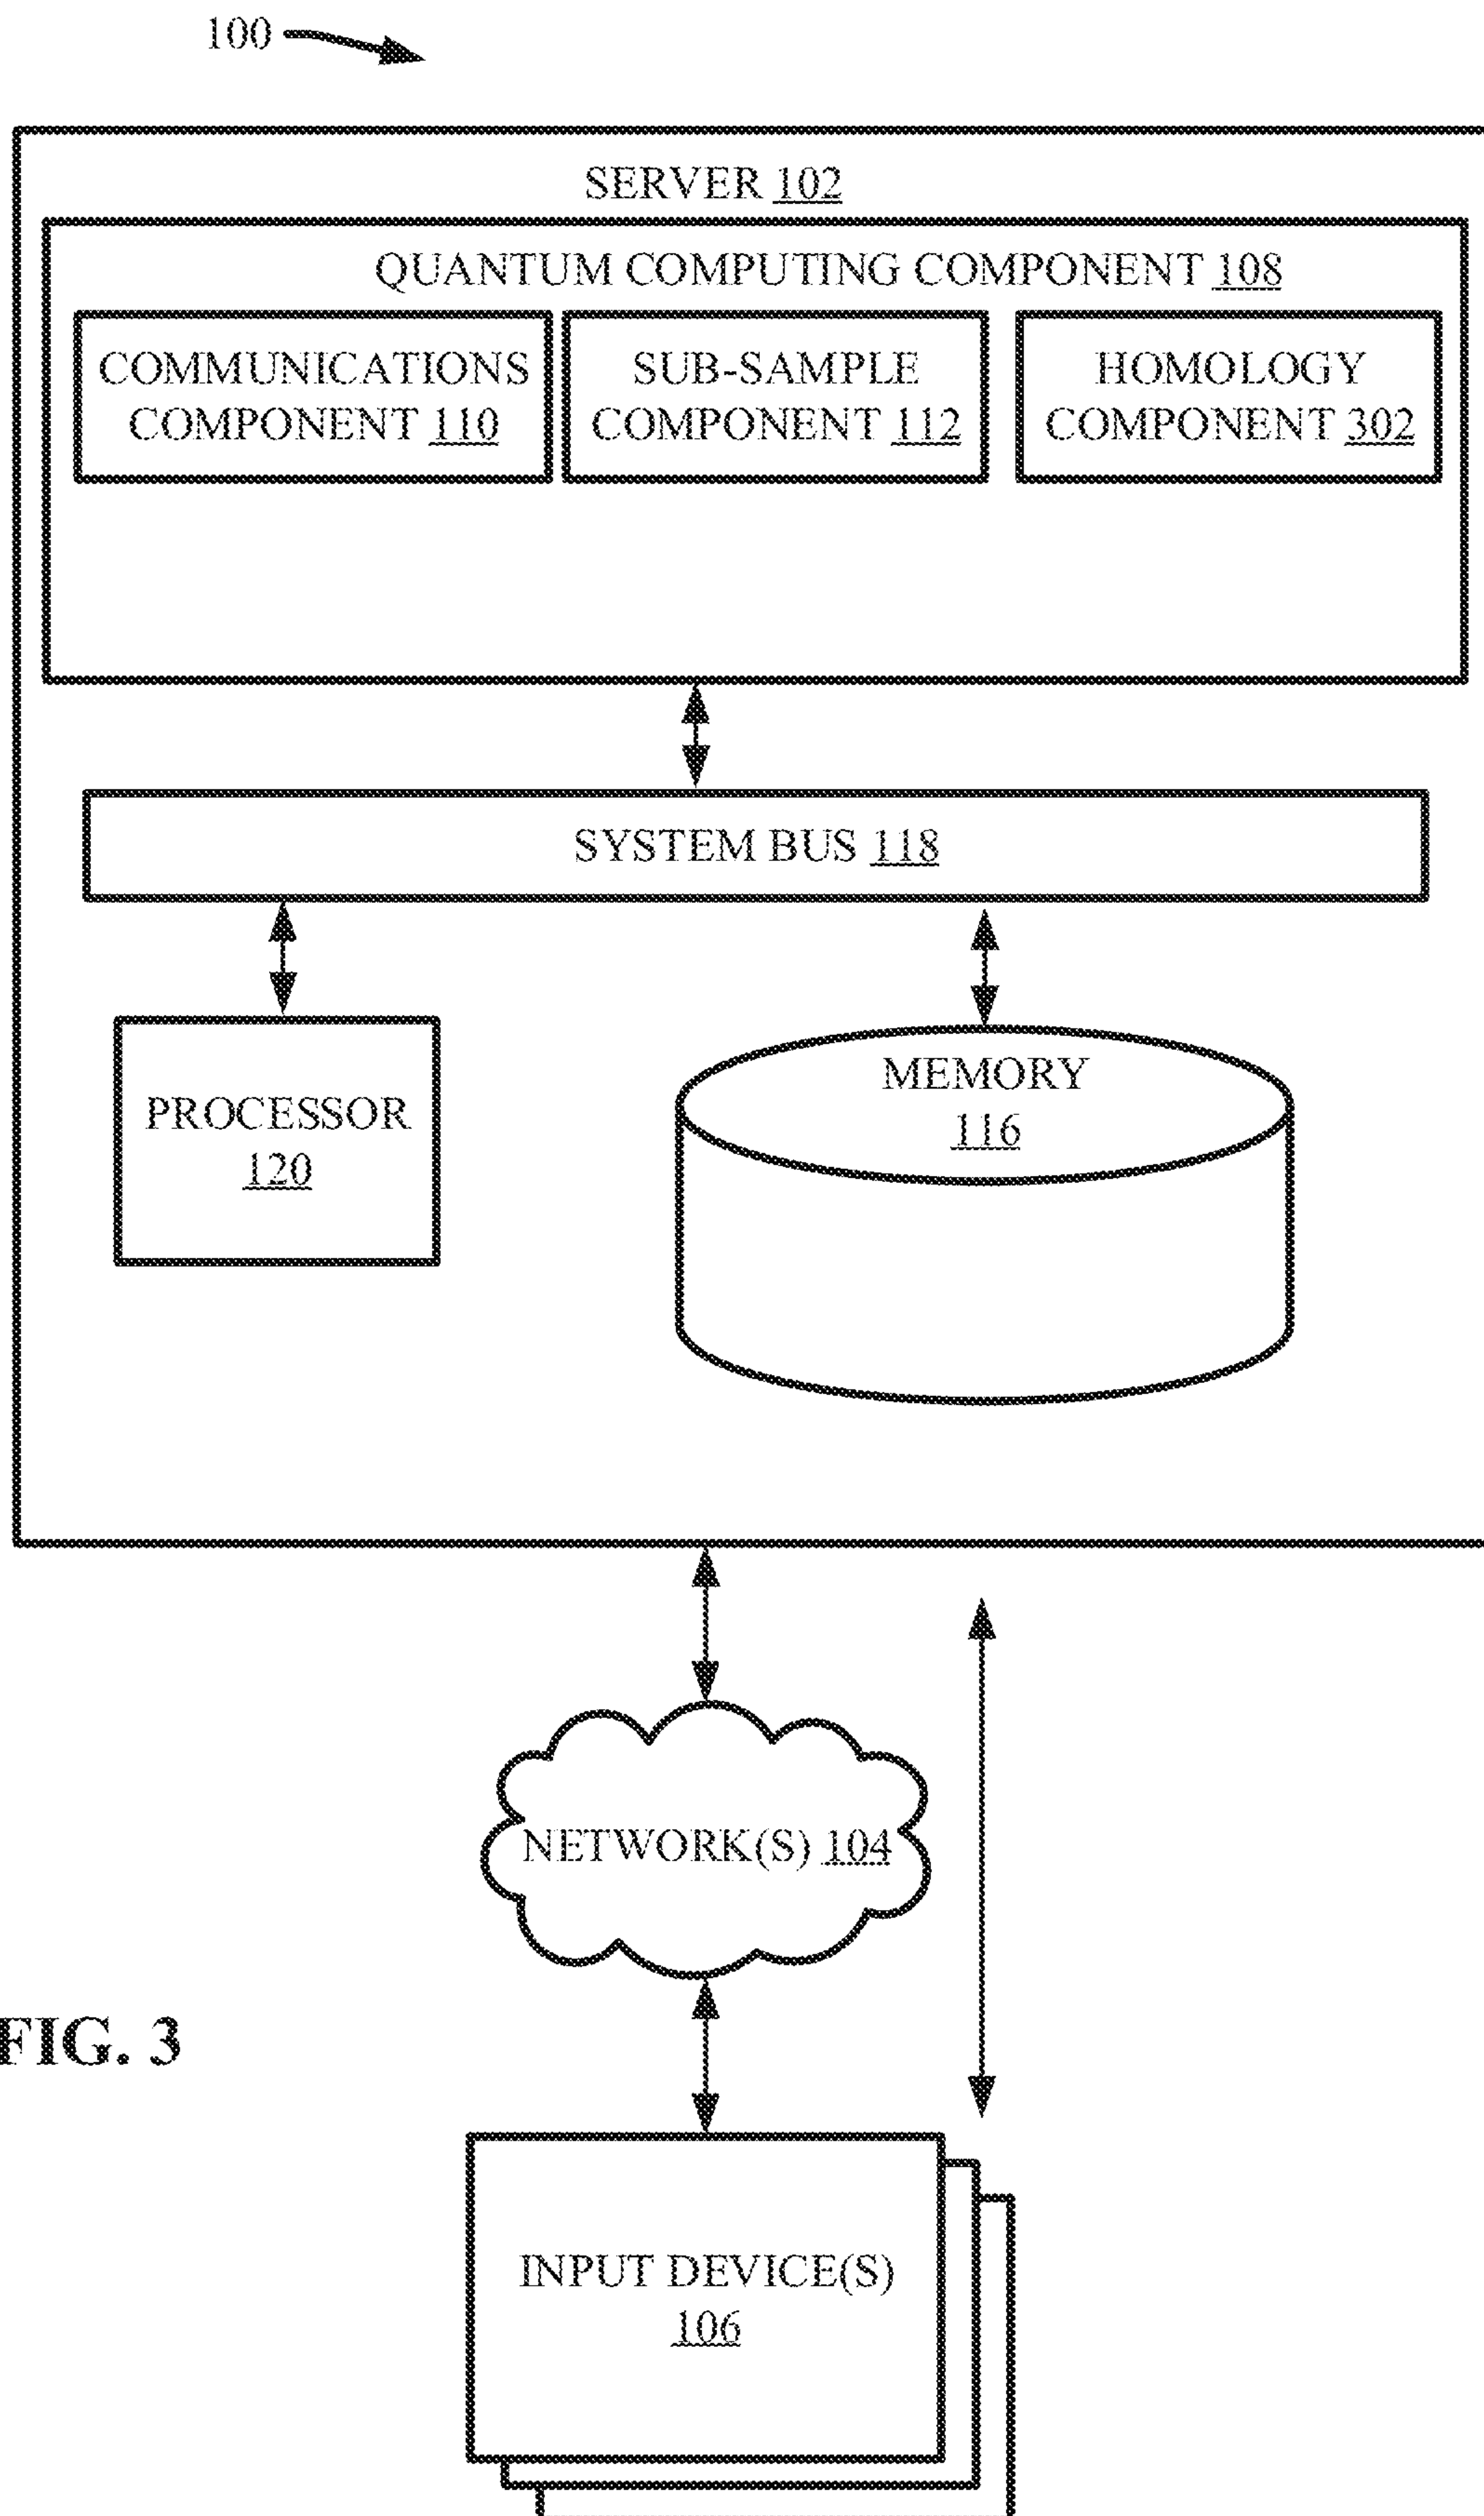 100
SERVER 102
QUANTUM COMPUTING COMPONENT 108
COMMUNICATIONS
COMPONENT 110
SUB-SAMPLE
COMPONENT 112
HOMOLOGY
COMPONENT 302
SYSTEM BUS 118
PROCESSOR
120
MEMORY
116
NETWORK(S) 104
FIG. 3
INPUT DEVICE(S)
106